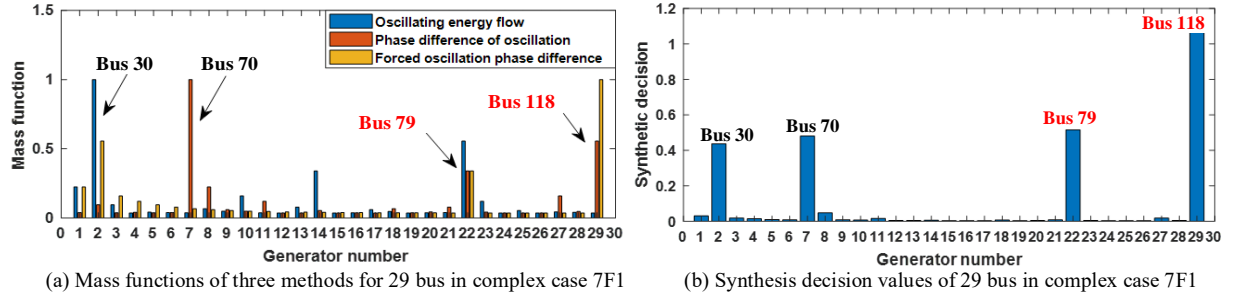 1.5
1
0.5
0
Mass function
Oscillating energy flow
Phase difference of oscillation
Forced oscillation phase difference
Bus 30
Bus 70
Bus 79
Bus 118
0 1 2 3 4 5 6 7 8 9 10 11 12 13 14 15 16 17 18 19 20 21 22 23 24 25 26 27 28 29 30
Generator number
(a) Mass functions of three methods for 29 bus in complex case 7F1
1.2
1
0.8
0.6
0.4
0.2
0
Synthetic decision
Bus 30
Bus 70
Bus 79
Bus 118
0 1 2 3 4 5 6 7 8 9 10 11 12 13 14 15 16 17 18 19 20 21 22 23 24 25 26 27 28 29 30
Generator number
(b) Synthesis decision values of 29 bus in complex case 7F1